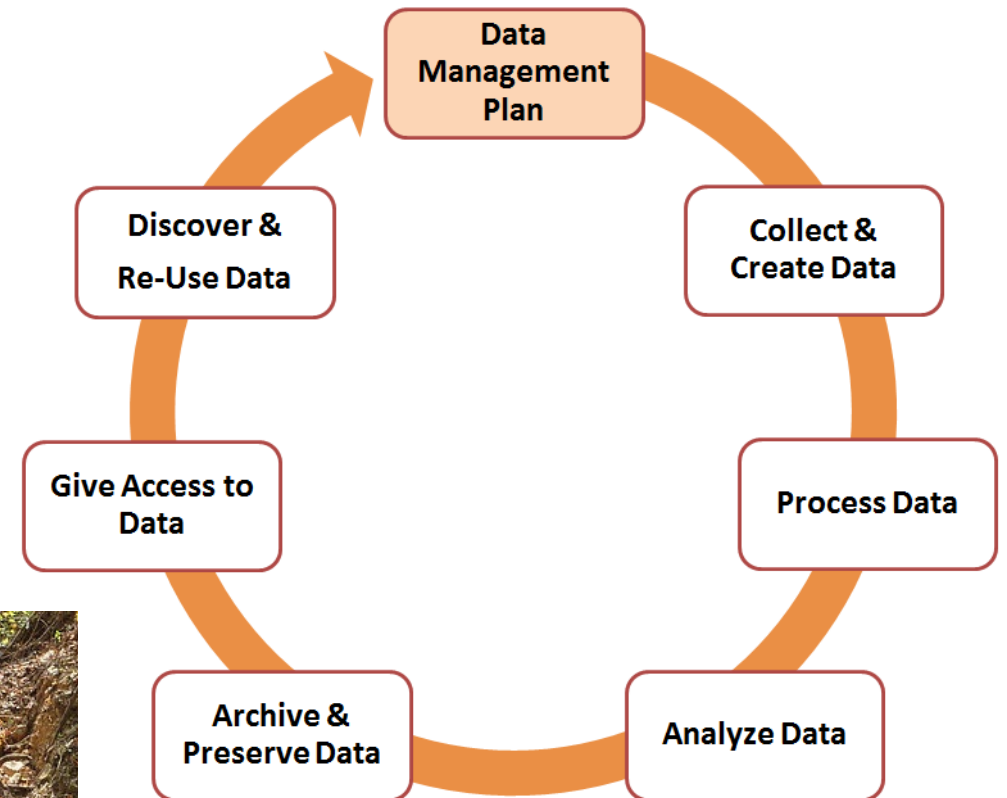 Data
Management
Plan
Collect &
Create Data
Process Data
Analyze Data
Archive &
Preserve Data
Give Access to
Data
Discover &
Re-Use Data